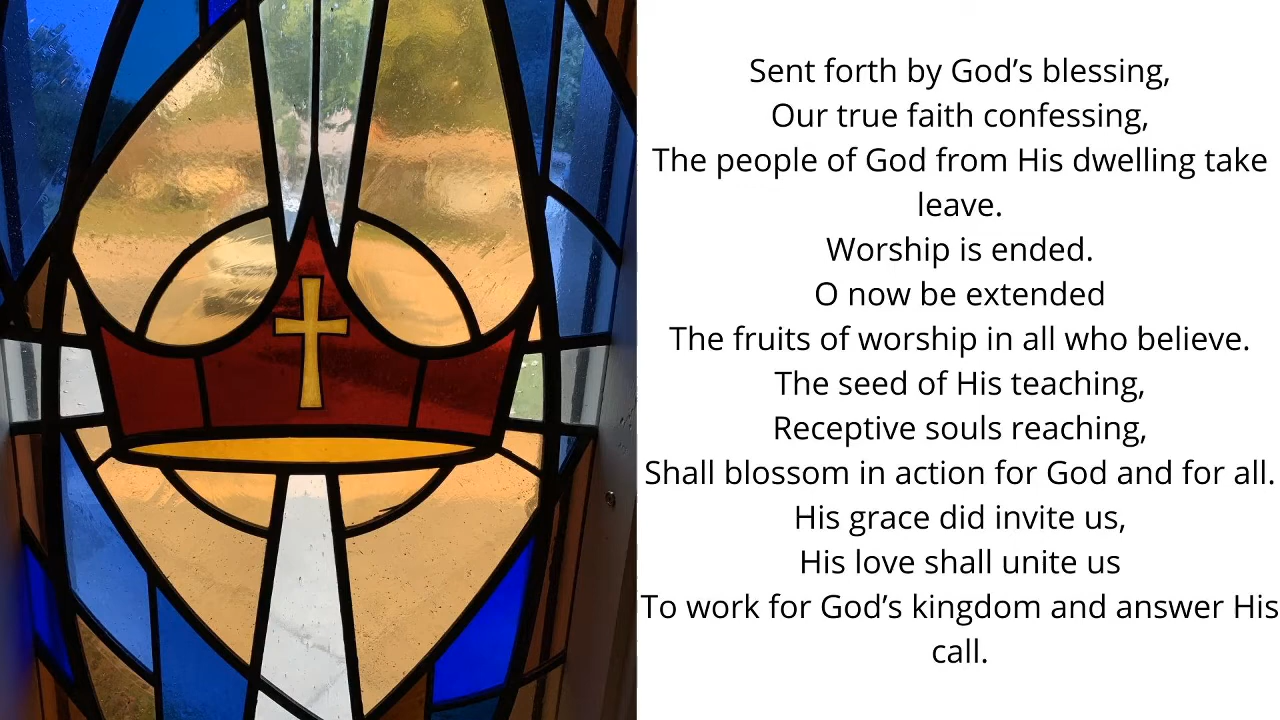 Sent forth by God’s blessing,
Our true faith confessing,
The people of God from His dwelling take
leave.
Worship is ended.
O now be extended
The fruits of worship in all who believe.
The seed of His teaching,
Receptive souls reaching,
Shall blossom in action for God and for all.
His grace did invite us,
His love shall unite us
To work for God’s kingdom and answer His
call.